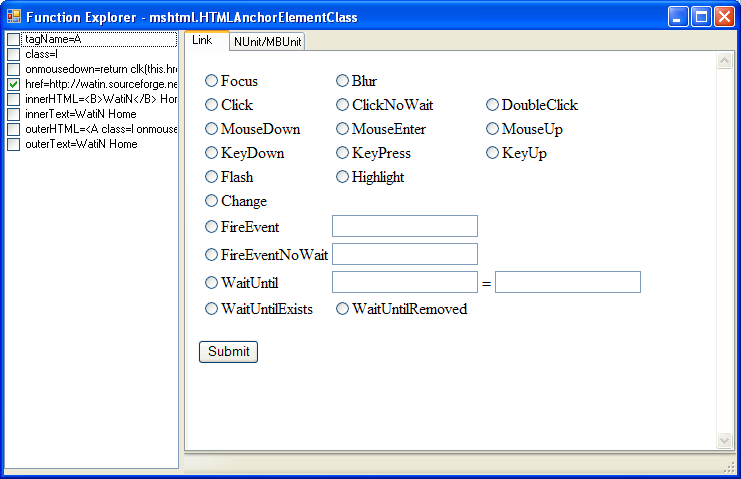 Function Explorer - mshtml.HTMLAnchorElementClass
tagName=A
class=l
onmousedown=return clk(this.hre
href=http://watin.sourceforge.ne
innerHTML=<B>WatiN</B> Hom
innerText=WatiN Home
outerHTML=<A class=l onmouse
outerText=WatiN Home
Link NUnit/MBUnit
Focus Blur
Click ClickNoWait DoubleClick
MouseDown MouseEnter MouseUp
KeyDown KeyPress KeyUp
Flash Highlight
Change
FireEvent
FireEventNoWait
WaitUntil =
WaitUntilExists WaitUntilRemoved
Submit